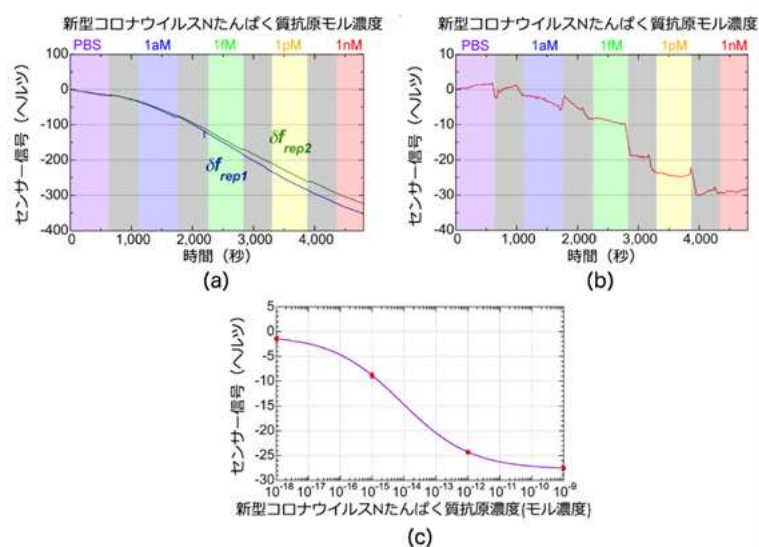 新型コロナウイルスNたんぱく質抗原モル濃度
PBS 1aM 1fM 1pM 1nM
センサー信号（ヘルツ）
100
0
-100
-200
-300
-400
δf rep2
δf rep1
0 1,000 2,000 3,000 4,000
時間（秒）
(a)
新型コロナウイルスNたんぱく質抗原モル濃度
PBS 1aM 1fM 1pM 1nM
センサー信号（ヘルツ）
10
0
-10
-20
-30
-40
0 1,000 2,000 3,000 4,000
時間（秒）
(b)
センサー信号（ヘルツ）
5
0
-5
-10
-15
-20
-25
-30
10-18 10-17 10-16 10-15 10-14 10-13 10-12 10-11 10-10 10-9
新型コロナウイルスNたんぱく質抗原濃度(モル濃度)
(c)